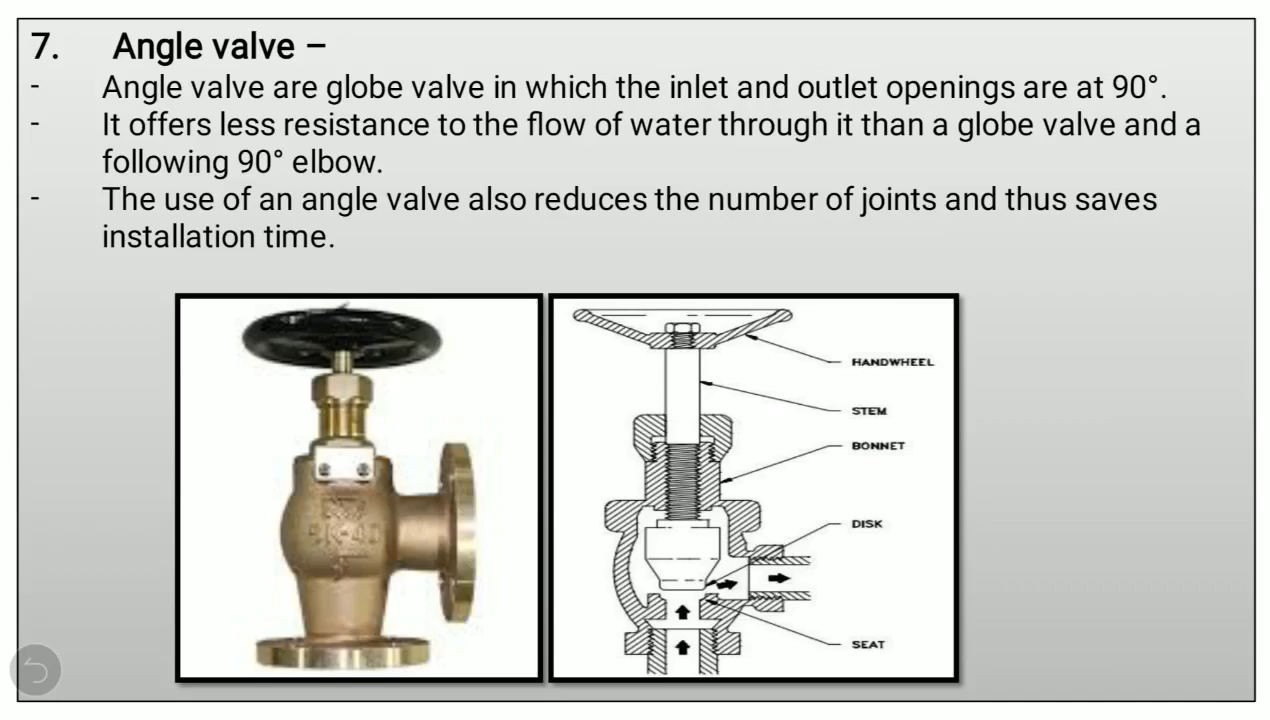 7. Angle valve –
- Angle valve are globe valve in which the inlet and outlet openings are at 90°.
- It offers less resistance to the flow of water through it than a globe valve and a
following 90° elbow.
- The use of an angle valve also reduces the number of joints and thus saves
installation time.
HANDWHEEL
STEM
BONNET
DISK
SEAT